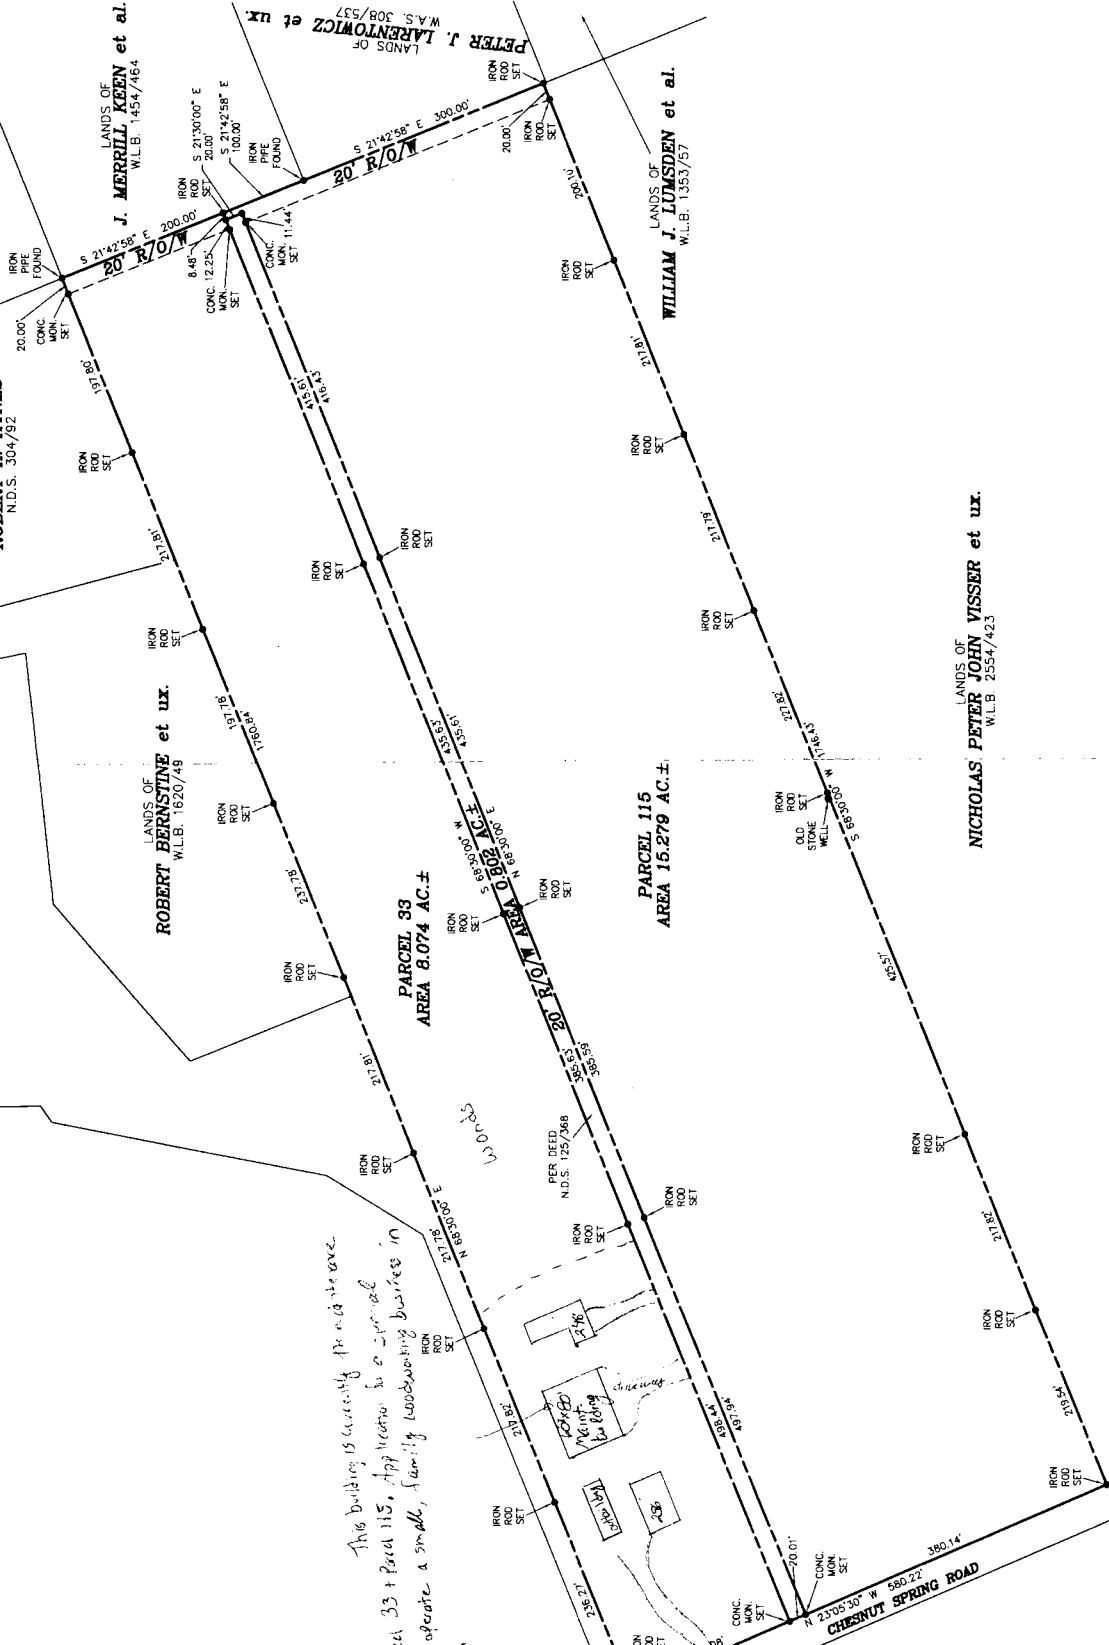 LANDS OF
PETER J. LARENTOWICZ et ux.
W.A.S. 308/537
LANDS OF
J. MERRILL KEEN et al.
W.L.B. 1454/464
N.D.S. 304/92
IRON
PIPE
FOUND
20.00'
CONC.
MON.
SET
S 21°42'58" E 200.00'
20' R/O/W
IRON
ROD
SET
S 21°30'00" E
20.00'
S 21°42'58" E
100.00'
IRON
PIPE
FOUND
S 21°42'58" E 300.00'
20' R/O/W
IRON
ROD
SET
20.00'
IRON
ROD
SET
8.48'
CONC. 12.25'
MON.
SET
CONC.
MON. 11.44'
SET
197.80'
IRON
ROD
SET
217.81'
IRON
ROD
SET
197.78'
1760.84'
IRON
ROD
SET
237.78'
IRON
ROD
SET
217.81'
IRON
ROD
SET
217.78'
N 68°30'00" E
IRON
ROD
SET
217.82'
IRON
ROD
SET
236.27'
IRON
ROD
SET
LANDS OF
ROBERT BERNSTINE et ux.
W.L.B. 1620/49
LANDS OF
WILLIAM J. LUMSDEN et al.
W.L.B. 1353/57
200.10'
IRON
ROD
SET
217.81'
IRON
ROD
SET
217.79'
IRON
ROD
SET
227.82'
IRON
ROD
SET
OLD
STONE
WELL
S 68°30'00" W 1746.43'
425.57'
IRON
ROD
SET
217.82'
IRON
ROD
SET
219.54'
IRON
ROD
SET
LANDS OF
NICHOLAS PETER JOHN VISSER et ux.
W.L.B. 2554/423
415.61'
416.43'
IRON
ROD
SET
IRON
ROD
SET
435.63'
435.61'
S 68°30'00" W
20' R/O/W AREA 0.802 AC.±
N 68°30'00" E
IRON
ROD
SET
IRON
ROD
SET
385.63'
385.59'
PER DEED
N.D.S. 125/368
IRON
ROD
SET
IRON
ROD
SET
498.44'
497.94'
PARCEL 33
AREA 8.074 AC.±
PARCEL 115
AREA 15.279 AC.±
woods
This building is currently the
33 + Parcel 115. Application for a
operate a small, family woodworking business in
maint.
building
driveway
CONC.
MON.
SET
20.01'
CONC.
MON.
SET
N 23°05'30" W 580.22'
380.14'
CHESNUT SPRING ROAD